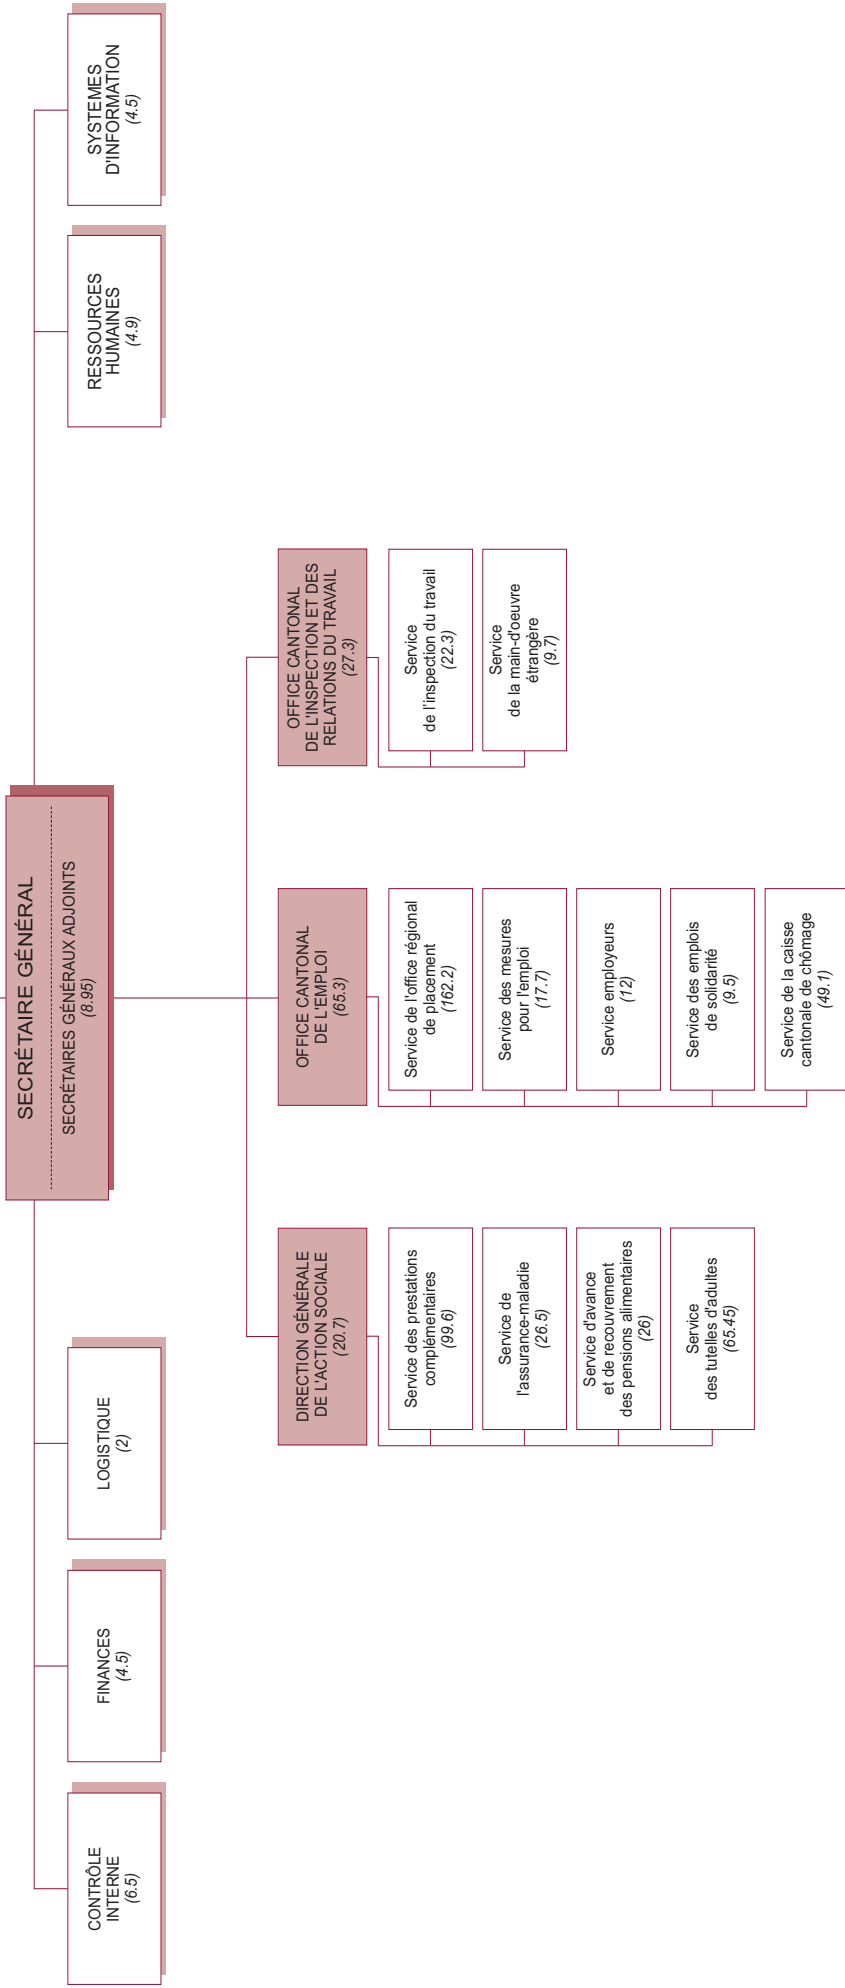 SECRÉTAIRE GÉNÉRAL
SECRÉTAIRES GÉNÉRAUX ADJOINTS
(8.95)
CONTRÔLE
INTERNE
(6.5)
FINANCES
(4.5)
LOGISTIQUE
(2)
RESSOURCES
HUMAINES
(4.9)
SYSTEMES
D'INFORMATION
(4.5)
DIRECTION GÉNÉRALE
DE L'ACTION SOCIALE
(20.7)
Service des prestations
complémentaires
(99.6)
Service de
l'assurance-maladie
(26.5)
Service d'avance
et de recouvrement
des pensions alimentaires
(26)
Service
des tutelles d'adultes
(65.45)
OFFICE CANTONAL
DE L'EMPLOI
(65.3)
Service de l'office régional
de placement
(162.2)
Service des mesures
pour l'emploi
(17.7)
Service employeurs
(12)
Service des emplois
de solidarité
(9.5)
Service de la caisse
cantonale de chômage
(49.1)
OFFICE CANTONAL
DE L'INSPECTION ET DES
RELATIONS DU TRAVAIL
(27.3)
Service
de l'inspection du travail
(22.3)
Service
de la main-d'oeuvre
étrangère
(9.7)